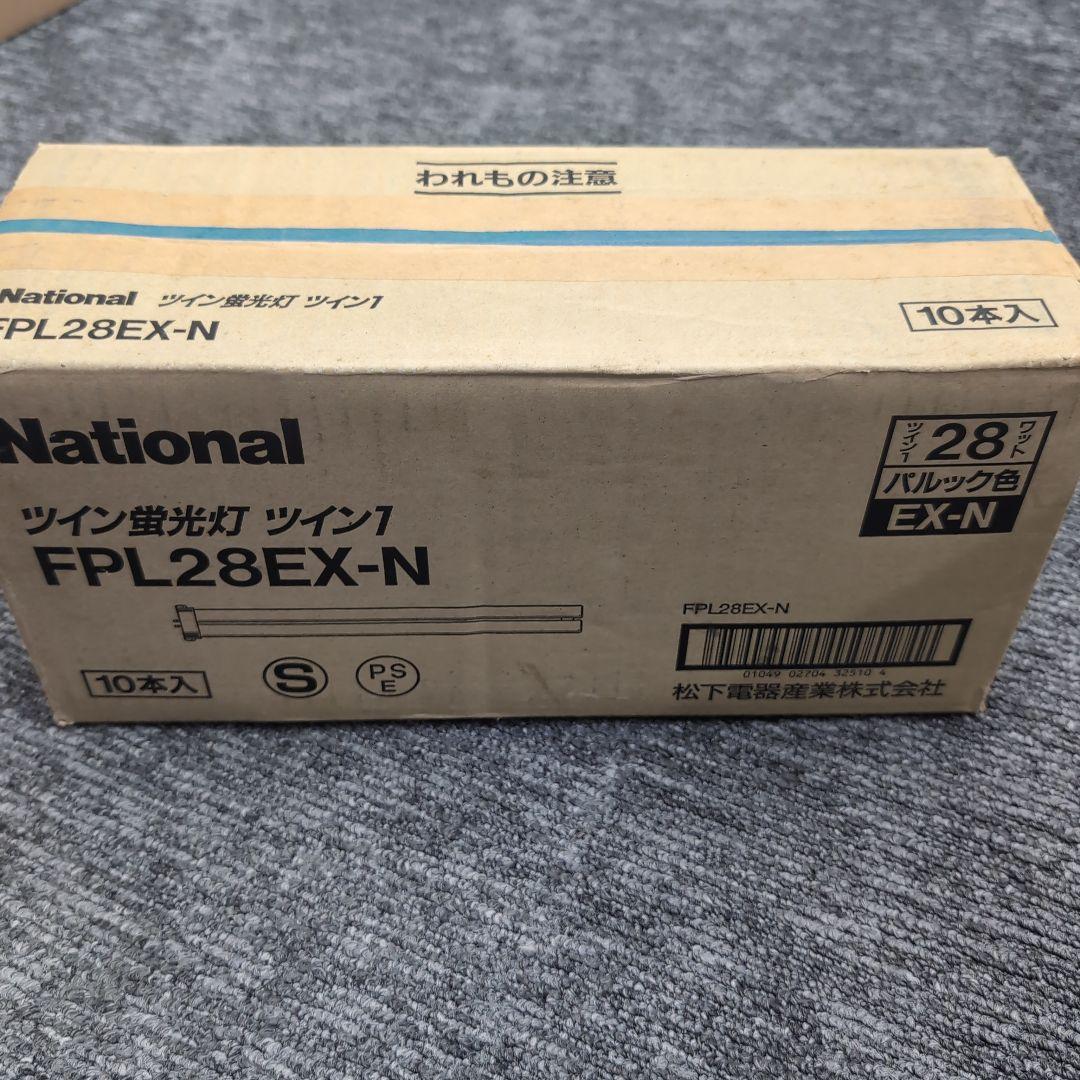 われもの注意
National ツイン蛍光灯 ツイン1
FPL28EX-N
10本入
National
ツイン蛍光灯 ツイン1
FPL28EX-N
ツイン1 28 ワット
パルック色
EX-N
10本入
S
PS
E
FPL28EX-N
01049 02704 32510 4
松下電器産業株式会社